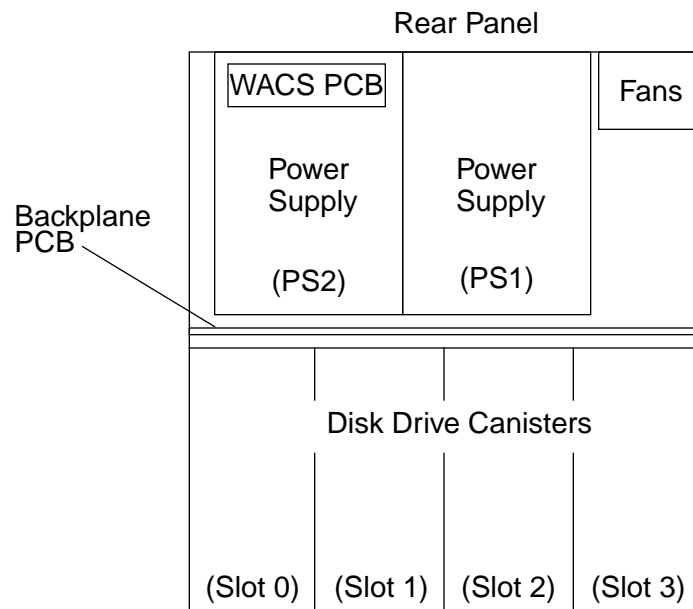 Rear Panel
WACS PCB
Fans
Power
Supply
(PS2)
Power
Supply
(PS1)
Backplane
PCB
Disk Drive Canisters
(Slot 0)
(Slot 1)
(Slot 2)
(Slot 3)